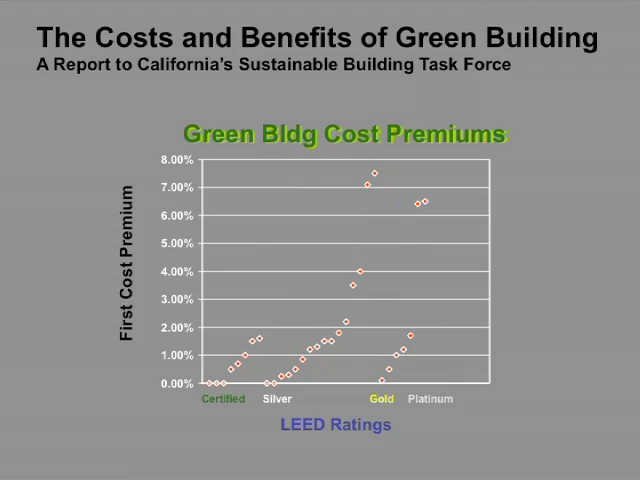 The Costs and Benefits of Green Building
A Report to California's Sustainable Building Task Force
Green Bldg Cost Premiums
8.00%
7.00%
6.00%
5.00%
4.00%
3.00%
2.00%
1.00%
0.00%
First Cost Premium
Certified Silver Gold Platinum
LEED Ratings